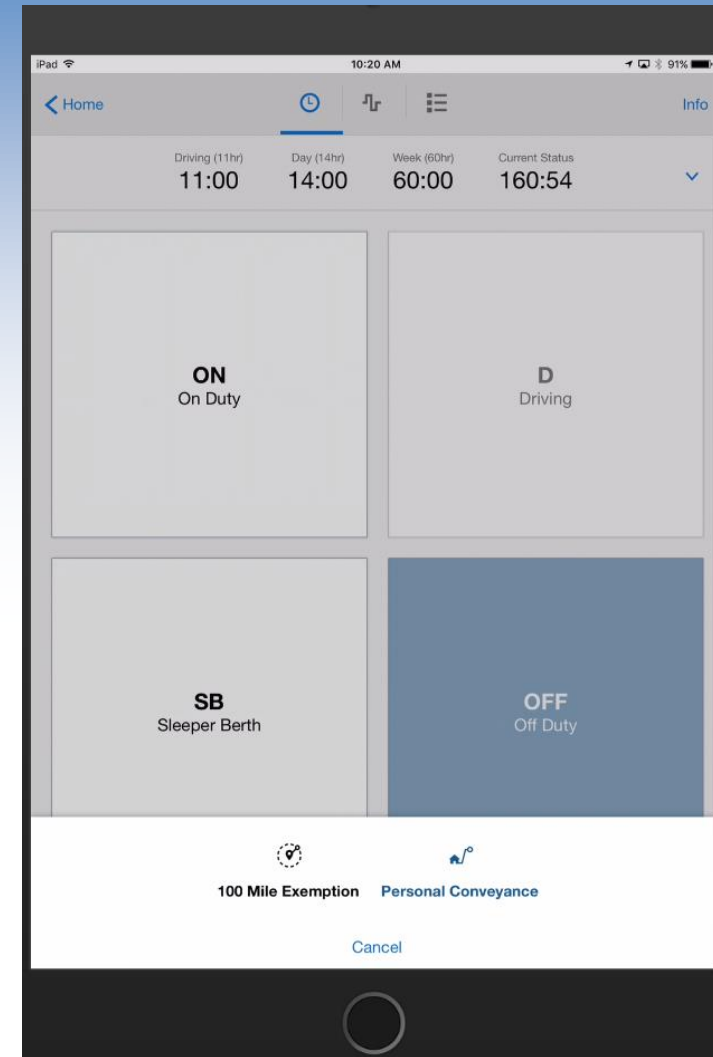 iPad 10:20 AM 91%
Home Info
Driving (11hr) Day (14hr) Week (60hr) Current Status
11:00 14:00 60:00 160:54
ON D
On Duty Driving
SB OFF
Sleeper Berth Off Duty
100 Mile Exemption Personal Conveyance
Cancel